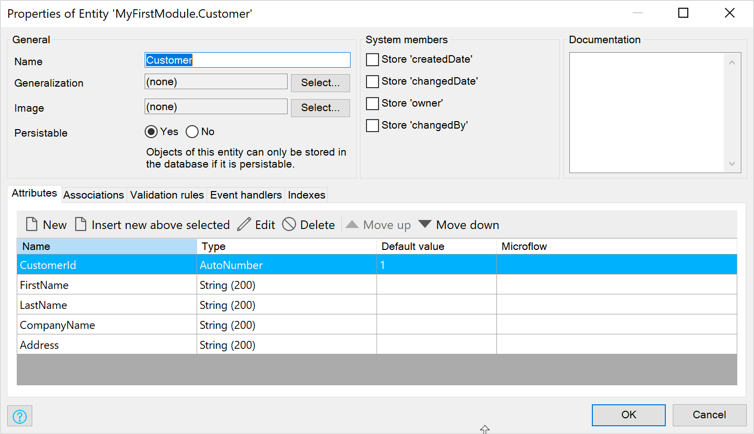 Properties of Entity 'MyFirstModule.Customer'
General
Name Customer
Generalization (none) Select...
Image (none) Select...
Persistable Yes No
Objects of this entity can only be stored in
the database if it is persistable.
System members
Store 'createdDate'
Store 'changedDate'
Store 'owner'
Store 'changedBy'
Documentation
Attributes Associations Validation rules Event handlers Indexes
New Insert new above selected Edit Delete Move up Move down
Name Type Default value Microflow
CustomerId AutoNumber 1
FirstName String (200)
LastName String (200)
CompanyName String (200)
Address String (200)
? OK Cancel